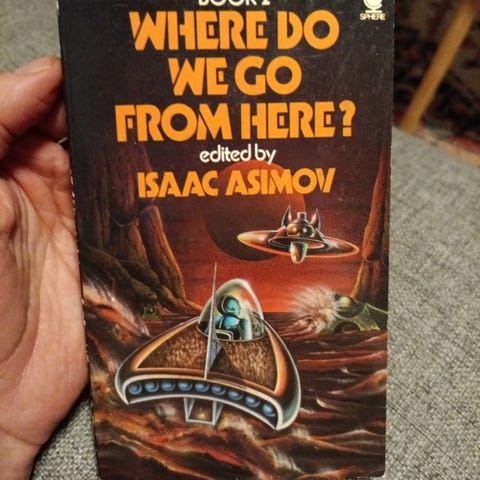 BOOK 2
SPHERE
WHERE DO
WE GO
FROM HERE?
edited by
ISAAC ASIMOV